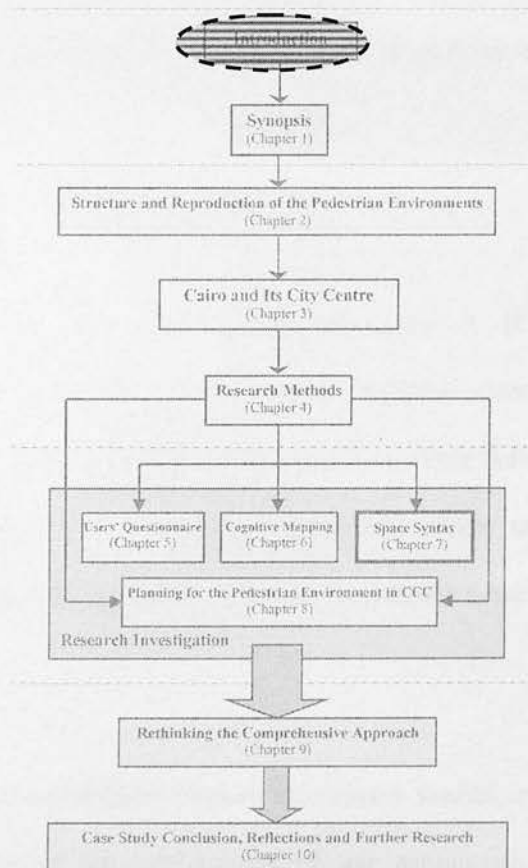 Introduction
Synopsis
(Chapter 1)
Structure and Reproduction of the Pedestrian Environments
(Chapter 2)
Cairo and Its City Centre
(Chapter 3)
Research Methods
(Chapter 4)
Users' Questionnaire
(Chapter 5)
Cognitive Mapping
(Chapter 6)
Space Syntax
(Chapter 7)
Planning for the Pedestrian Environment in CCC
(Chapter 8)
Research Investigation
Rethinking the Comprehensive Approach
(Chapter 9)
Case Study Conclusion, Reflections and Further Research
(Chapter 10)